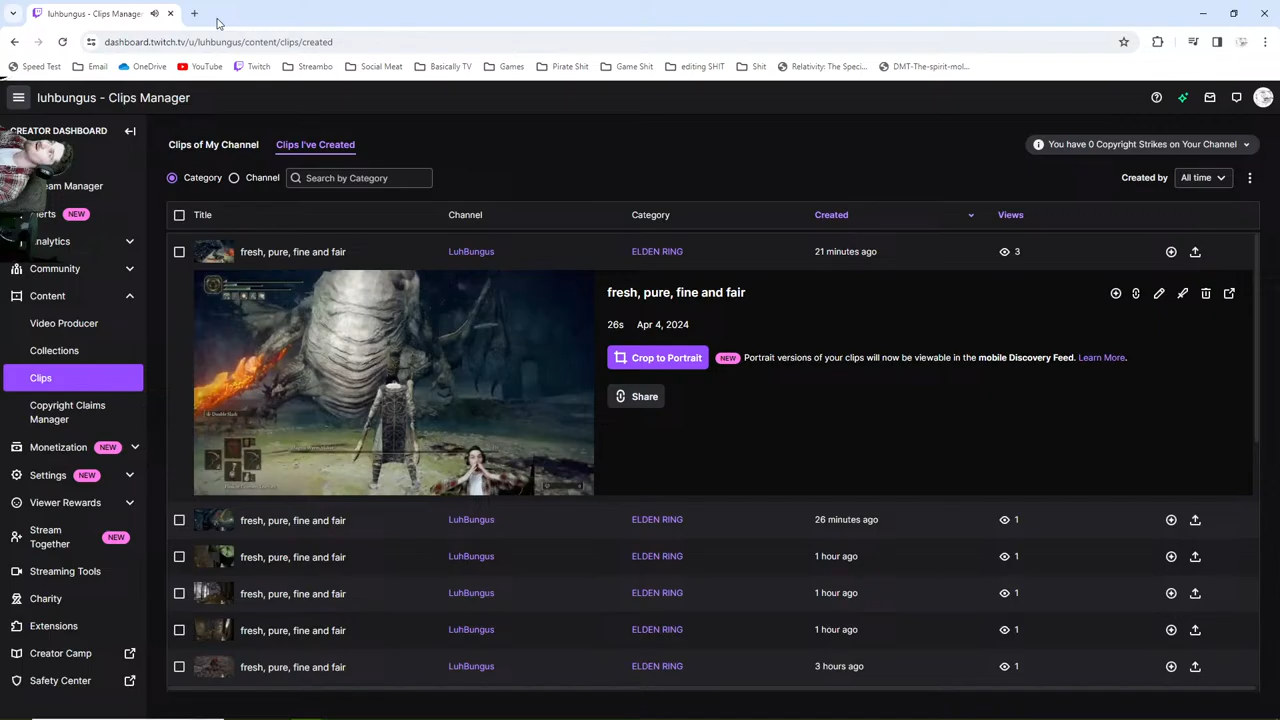 luhbungus - Clips Manager
dashboard.twitch.tv/u/luhbungus/content/clips/created
Speed Test Email OneDrive YouTube Twitch Streambo Social Meat Basically TV Games Pirate Shit Game Shit editing SHIT Shit Relativity: The Speci... DMT-The-spirit-mol...
luhbungus - Clips Manager
CREATOR DASHBOARD
eam Manager
erts NEW
nalytics
Community
Content
Video Producer
Collections
Clips
Copyright Claims
Manager
Monetization NEW
Settings NEW
Viewer Rewards
Stream
Together NEW
Streaming Tools
Charity
Extensions
Creator Camp
Safety Center
Clips of My Channel Clips I've Created
You have 0 Copyright Strikes on Your Channel
Category Channel Search by Category
Created by All time
Title Channel Category Created Views
fresh, pure, fine and fair LuhBungus ELDEN RING 21 minutes ago 3
fresh, pure, fine and fair
26s Apr 4, 2024
Crop to Portrait NEW Portrait versions of your clips will now be viewable in the mobile Discovery Feed. Learn More.
Share
fresh, pure, fine and fair LuhBungus ELDEN RING 26 minutes ago 1
fresh, pure, fine and fair LuhBungus ELDEN RING 1 hour ago 1
fresh, pure, fine and fair LuhBungus ELDEN RING 1 hour ago 1
fresh, pure, fine and fair LuhBungus ELDEN RING 1 hour ago 1
fresh, pure, fine and fair LuhBungus ELDEN RING 3 hours ago 1